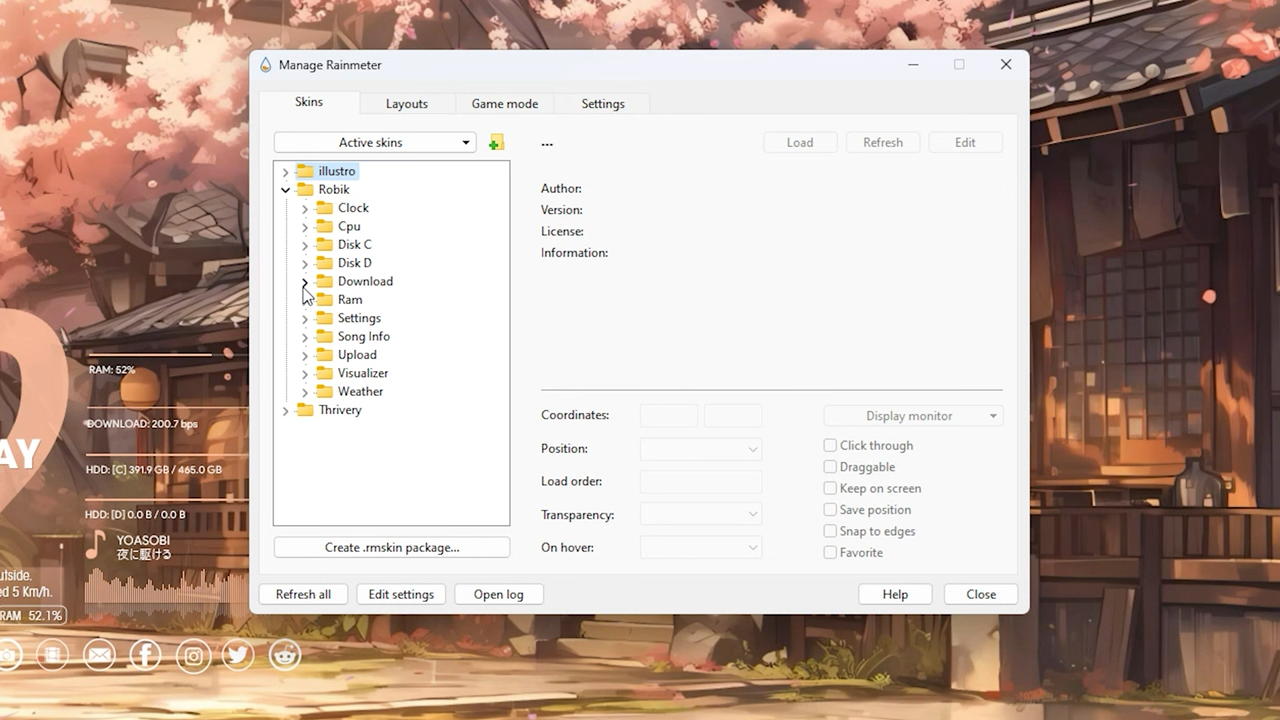 Manage Rainmeter
Skins
Layouts
Game mode
Settings
Active skins
...
Load
Refresh
Edit
illustro
Robik
Clock
Cpu
Disk C
Disk D
Download
Ram
Settings
Song Info
Upload
Visualizer
Weather
Thrivery
Author:
Version:
License:
Information:
Coordinates:
Display monitor
Position:
Load order:
Transparency:
On hover:
Click through
Draggable
Keep on screen
Save position
Snap to edges
Favorite
Create .rmskin package...
Refresh all
Edit settings
Open log
Help
Close
RAM: 52%
DOWNLOAD: 200.7 bps
AY
HDD: [C] 391.9 GB / 465.0 GB
HDD: [D] 0.0 B / 0.0 B
YOASOBI
夜に駆ける
utside.
ed 5 Km/h.
RAM 52.1%